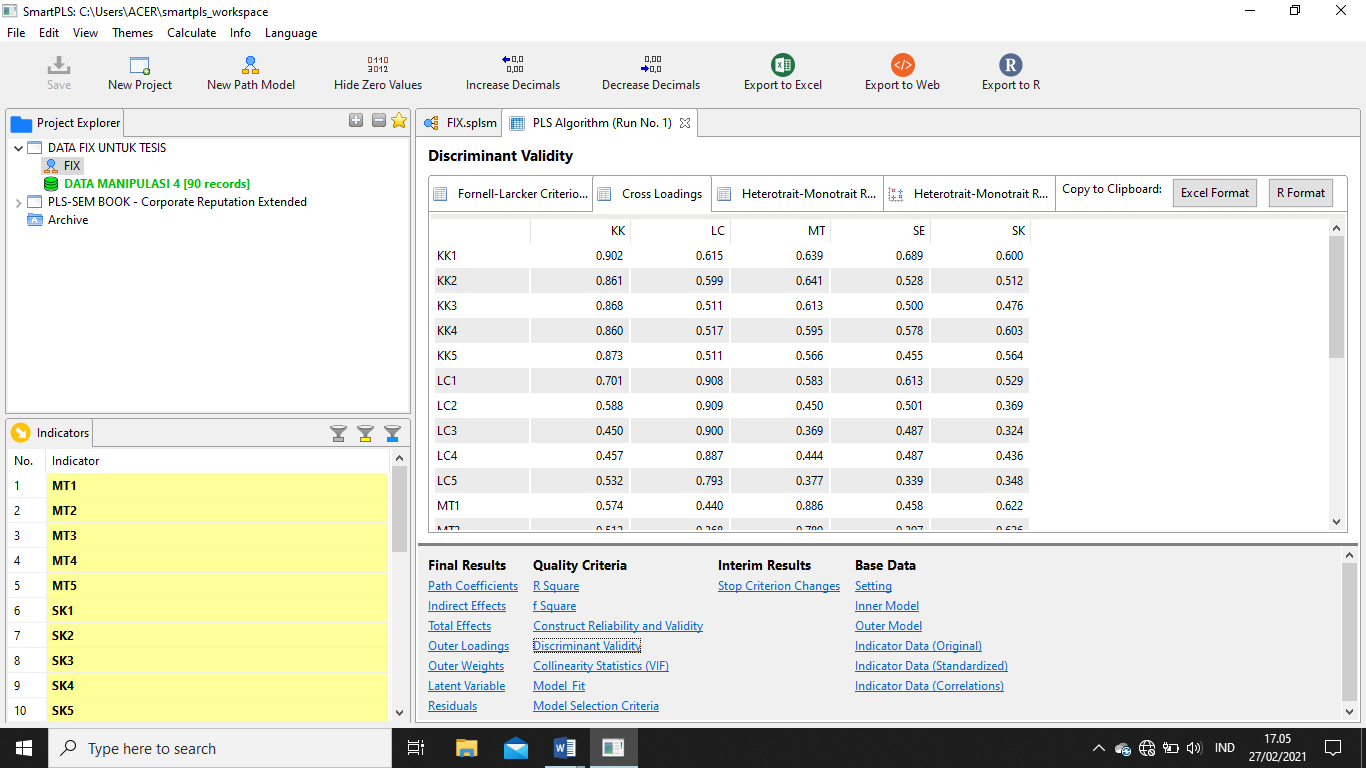 SmartPLS: C:\Users\ACER\smartpls_workspace
File Edit View Themes Calculate Info Language
0110 3012 0,0 0,00 0,00 0,0
Save New Project New Path Model Hide Zero Values Increase Decimals Decrease Decimals Export to Excel Export to Web Export to R
Project Explorer
DATA FIX UNTUK TESIS
FIX
DATA MANIPULASI 4 [90 records]
PLS-SEM BOOK - Corporate Reputation Extended
Archive
Indicators
No. Indicator
1 MT1
2 MT2
3 MT3
4 MT4
5 MT5
6 SK1
7 SK2
8 SK3
9 SK4
10 SK5
FIX.splsm PLS Algorithm (Run No. 1)
Discriminant Validity
Fornell-Larcker Criterio... Cross Loadings Heterotrait-Monotrait R... Heterotrait-Monotrait R... Copy to Clipboard: Excel Format R Format
KK LC MT SE SK
KK1 0.902 0.615 0.639 0.689 0.600
KK2 0.861 0.599 0.641 0.528 0.512
KK3 0.868 0.511 0.613 0.500 0.476
KK4 0.860 0.517 0.595 0.578 0.603
KK5 0.873 0.511 0.566 0.455 0.564
LC1 0.701 0.908 0.583 0.613 0.529
LC2 0.588 0.909 0.450 0.501 0.369
LC3 0.450 0.900 0.369 0.487 0.324
LC4 0.457 0.887 0.444 0.487 0.436
LC5 0.532 0.793 0.377 0.339 0.348
MT1 0.574 0.440 0.886 0.458 0.622
Final Results Quality Criteria Interim Results Base Data
Path Coefficients R Square Stop Criterion Changes Setting
Indirect Effects f Square Inner Model
Total Effects Construct Reliability and Validity Outer Model
Outer Loadings Discriminant Validity Indicator Data (Original)
Outer Weights Collinearity Statistics (VIF) Indicator Data (Standardized)
Latent Variable Model_Fit Indicator Data (Correlations)
Residuals Model Selection Criteria
Type here to search
IND
17.05
27/02/2021